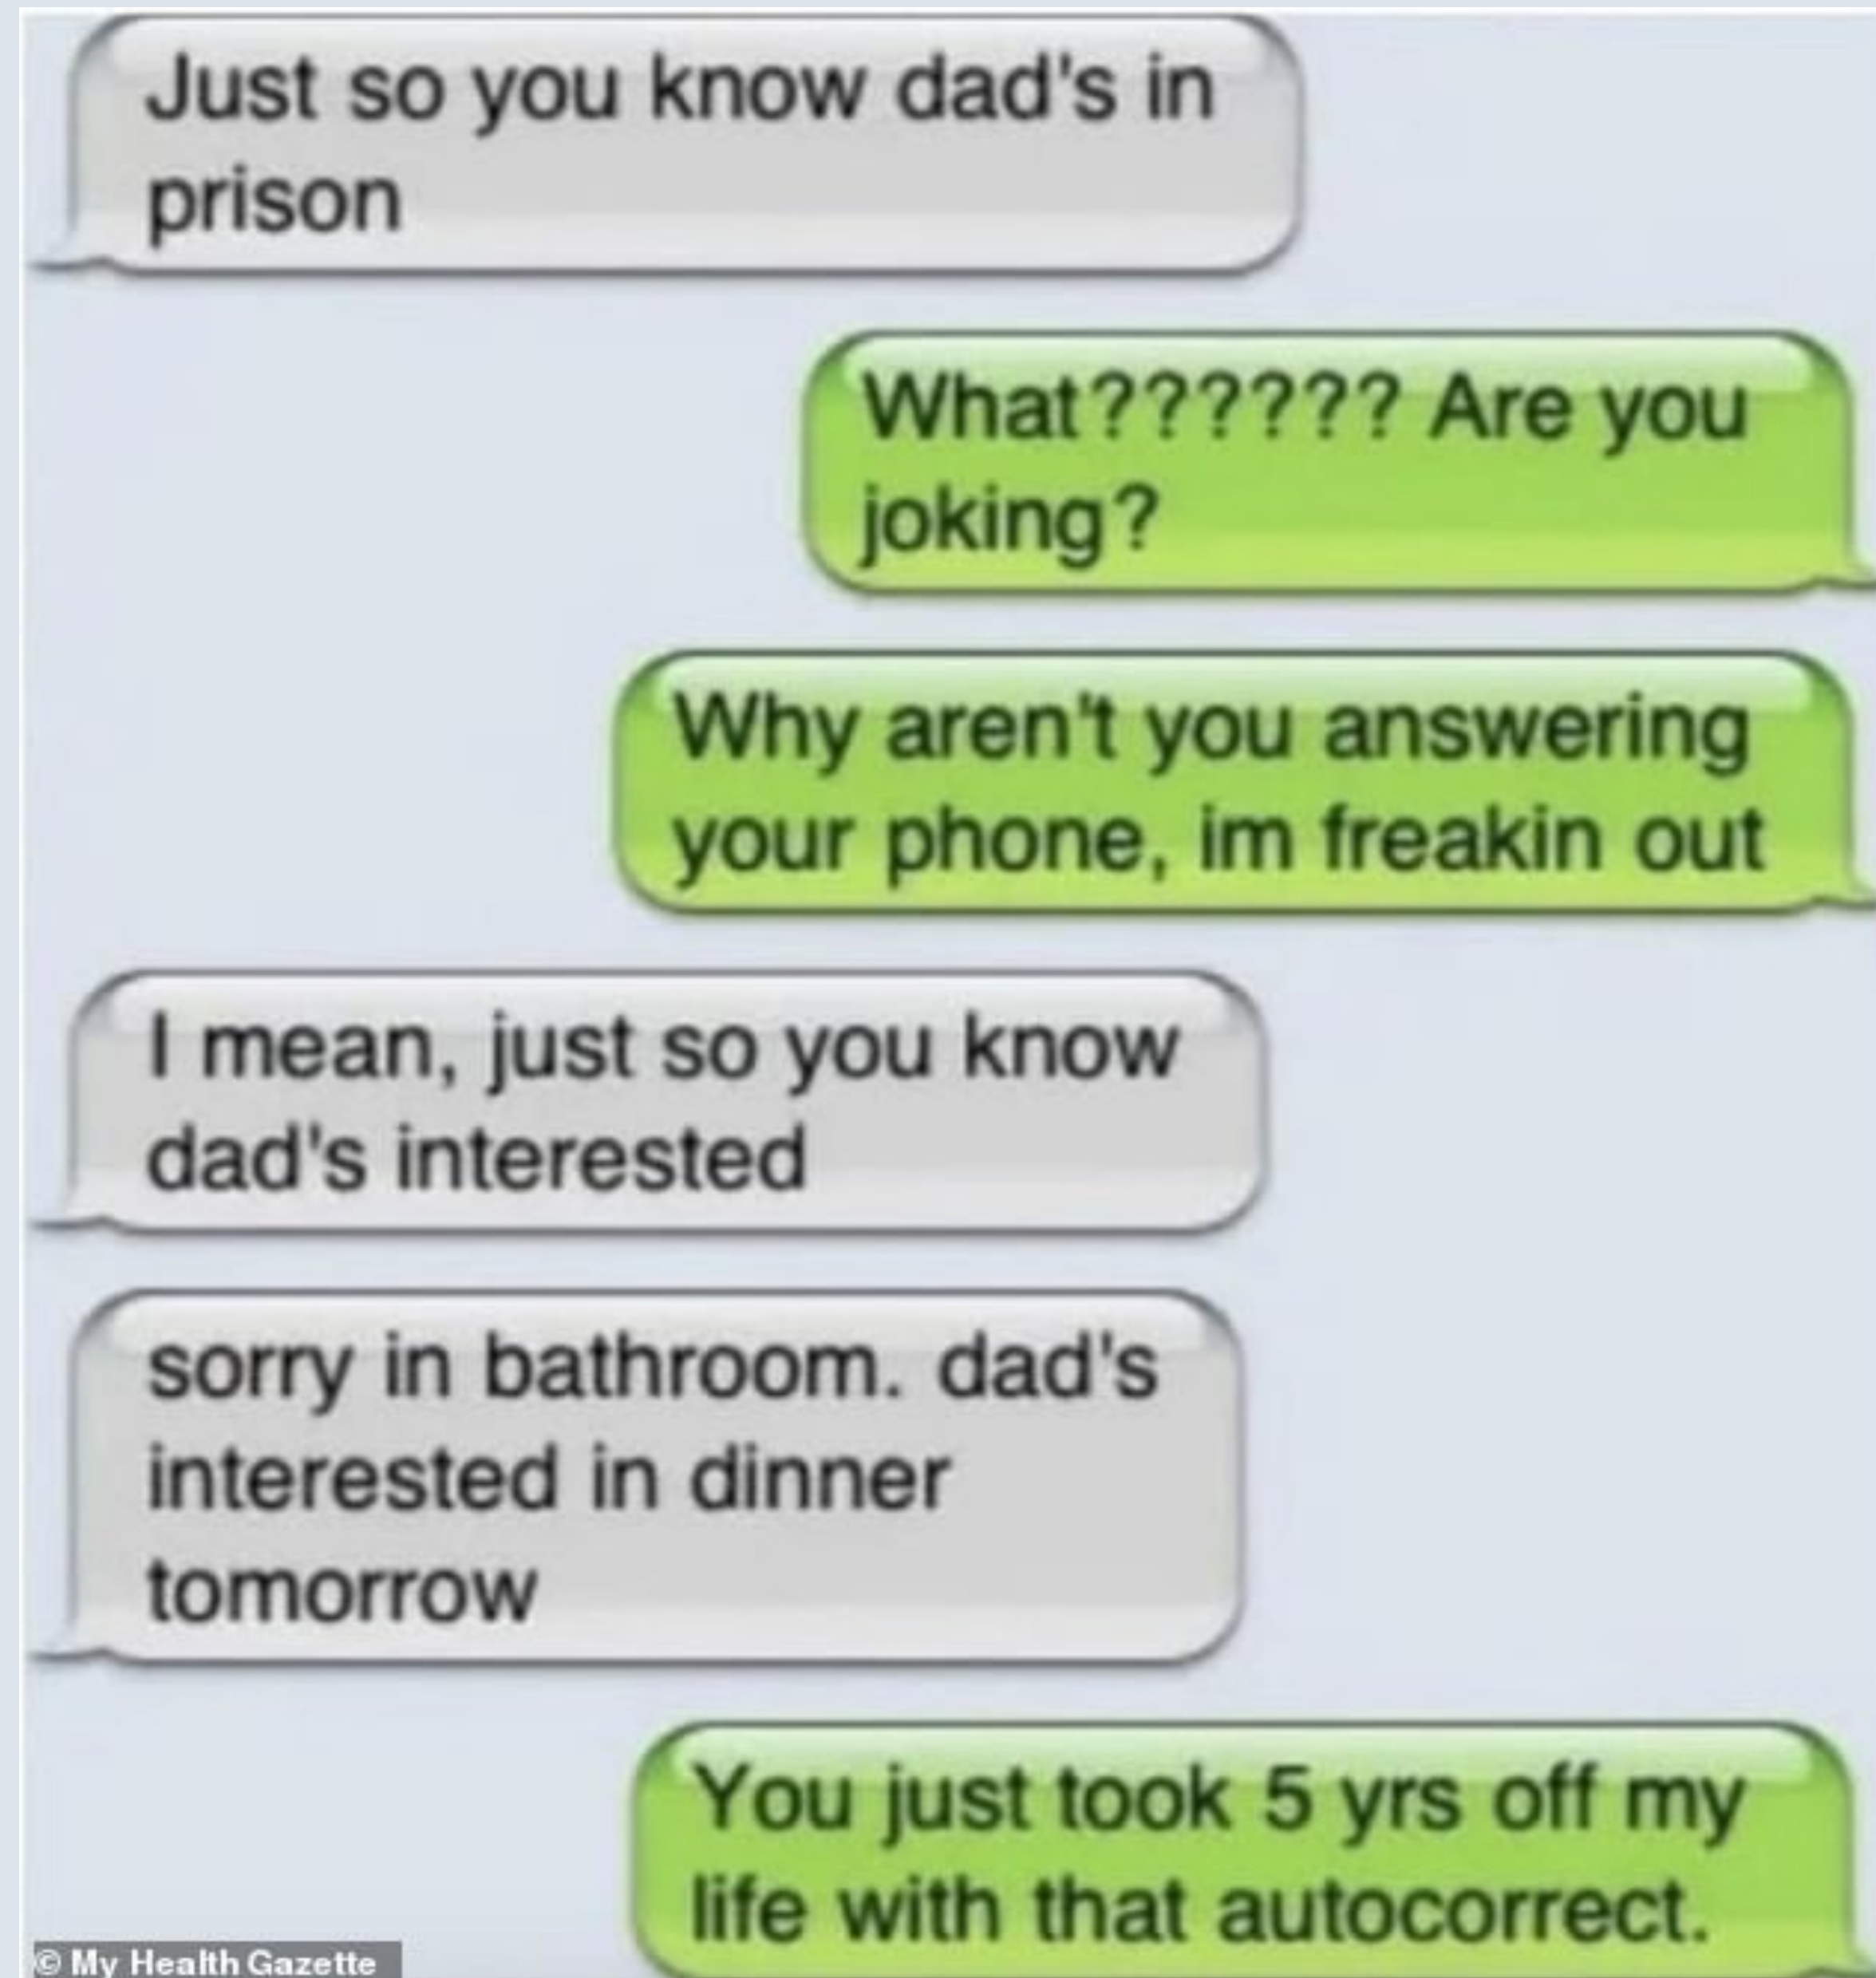 Just so you know dad's in
prison
What?????? Are you
joking?
Why aren't you answering
your phone, im freakin out
I mean, just so you know
dad's interested
sorry in bathroom. dad's
interested in dinner
tomorrow
You just took 5 yrs off my
life with that autocorrect.
© My Health Gazette